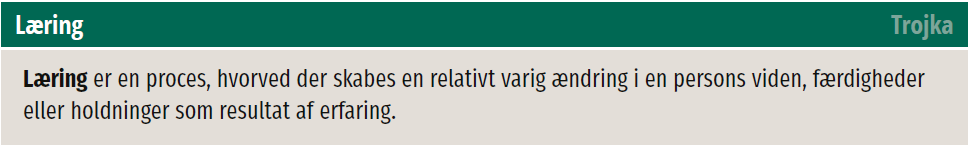 Læring Trojka
Læring er en proces, hvorved der skabes en relativt varig ændring i en persons viden, færdigheder
eller holdninger som resultat af erfaring.